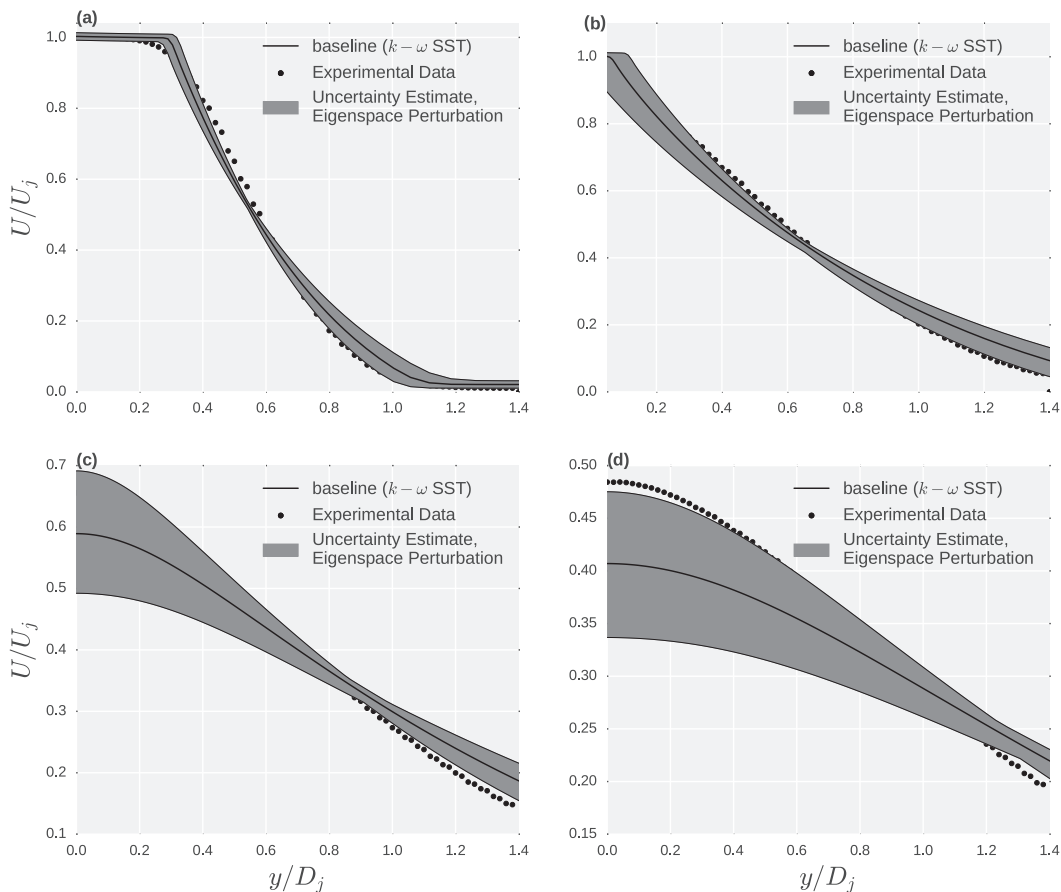 (a)
baseline (k − ω SST)
Experimental Data
Uncertainty Estimate,
Eigenspace Perturbation
U/U_j
1.0
0.8
0.6
0.4
0.2
0.0
0.0 0.2 0.4 0.6 0.8 1.0 1.2 1.4
(b)
baseline (k − ω SST)
Experimental Data
Uncertainty Estimate,
Eigenspace Perturbation
1.0
0.8
0.6
0.4
0.2
0.0
0.2 0.4 0.6 0.8 1.0 1.2 1.4
(c)
baseline (k − ω SST)
Experimental Data
Uncertainty Estimate,
Eigenspace Perturbation
U/U_j
0.7
0.6
0.5
0.4
0.3
0.2
0.1
0.0 0.2 0.4 0.6 0.8 1.0 1.2 1.4
y/D_j
(d)
baseline (k − ω SST)
Experimental Data
Uncertainty Estimate,
Eigenspace Perturbation
0.50
0.45
0.40
0.35
0.30
0.25
0.20
0.15
0.0 0.2 0.4 0.6 0.8 1.0 1.2 1.4
y/D_j